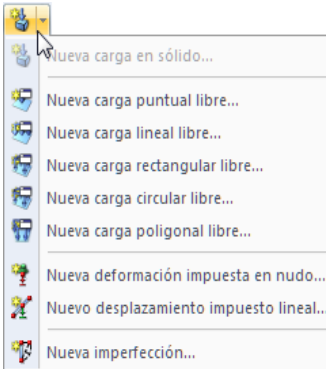 Nueva carga en sólido...
Nueva carga puntual libre...
Nueva carga lineal libre...
Nueva carga rectangular libre...
Nueva carga circular libre...
Nueva carga poligonal libre...
Nueva deformación impuesta en nudo...
Nuevo desplazamiento impuesto lineal...
Nueva imperfección...